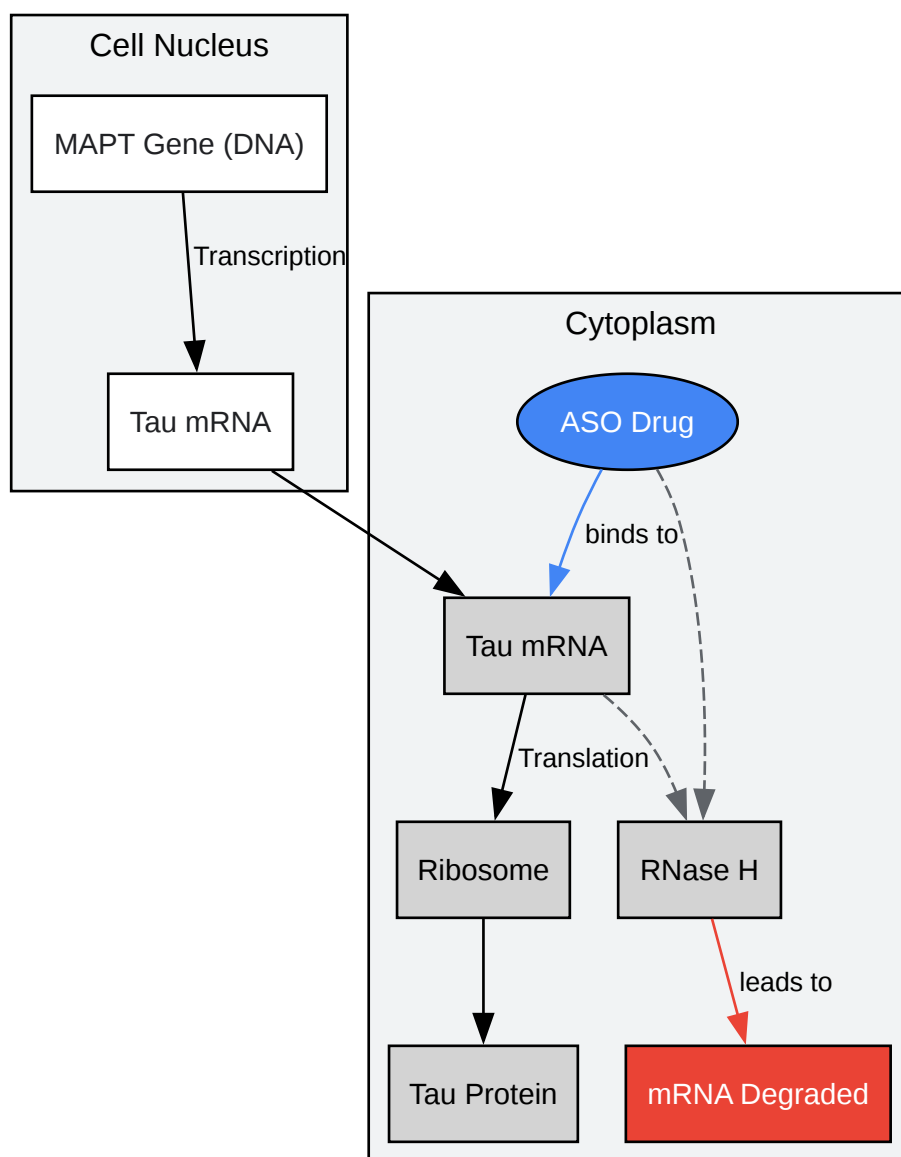 Cell Nucleus
MAPT Gene (DNA)
Transcription
Tau mRNA
Cytoplasm
ASO Drug
binds to
Tau mRNA
Translation
Ribosome
RNase H
leads to
Tau Protein
mRNA Degraded